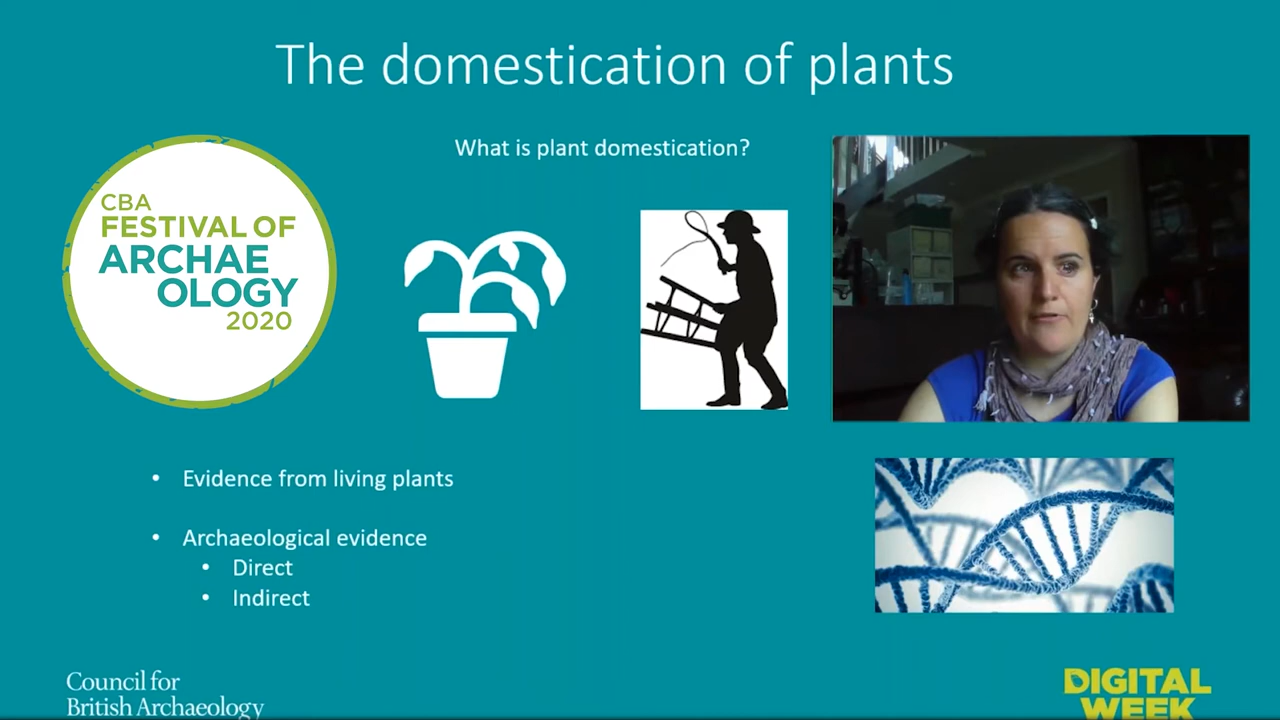 The domestication of plants
What is plant domestication?
CBA
FESTIVAL OF
ARCHAE
OLOGY
2020
• Evidence from living plants
• Archaeological evidence
• Direct
• Indirect
Council for
British Archaeology
DIGITAL
WEEK